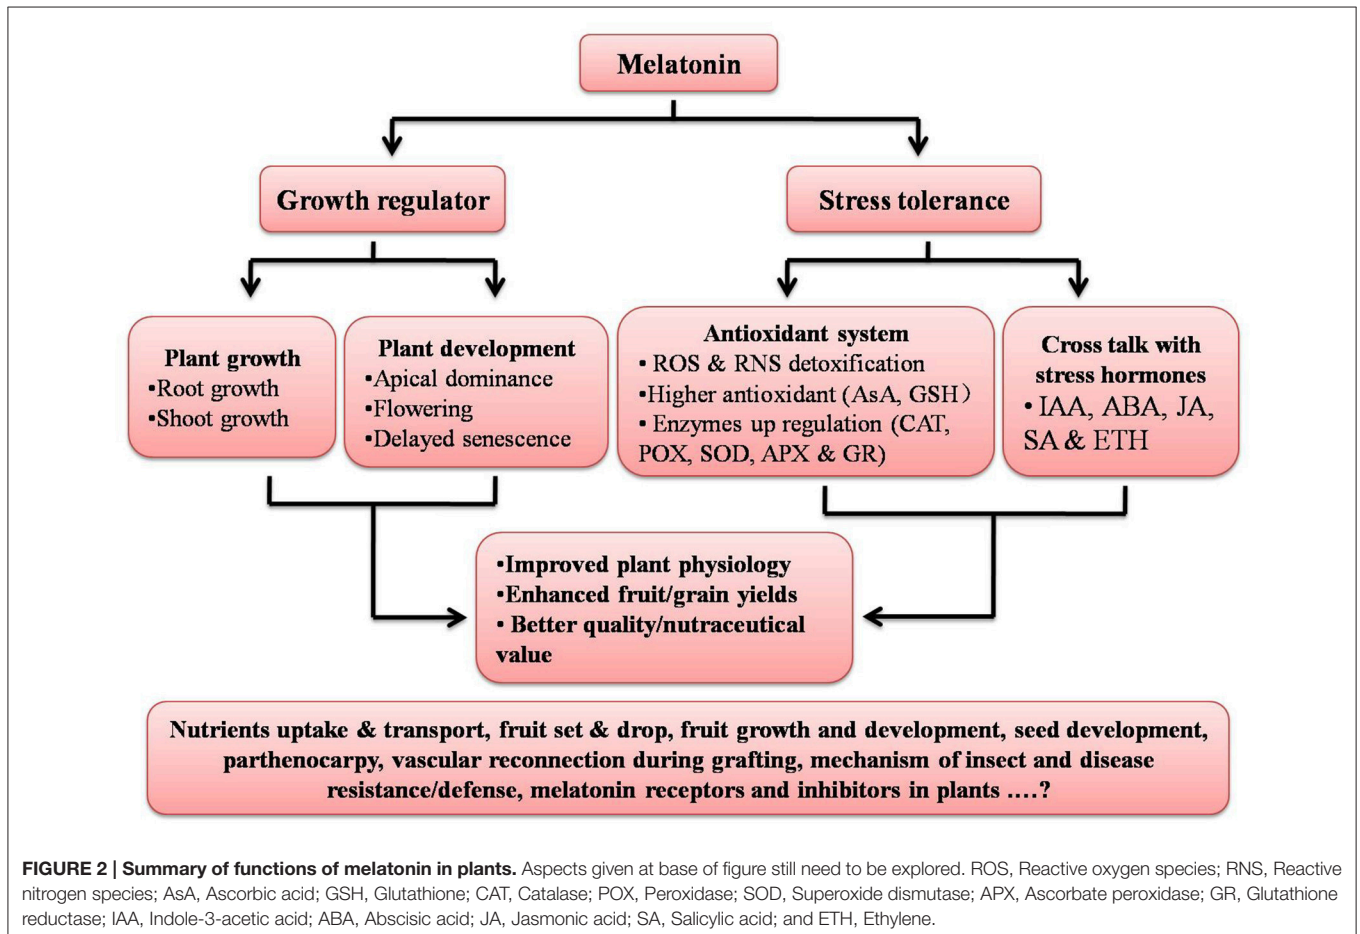 Melatonin
Growth regulator
Stress tolerance
Plant growth
•Root growth
•Shoot growth
Plant development
•Apical dominance
•Flowering
•Delayed senescence
Antioxidant system
• ROS & RNS detoxification
•Higher antioxidant (AsA, GSH）
• Enzymes up regulation (CAT,
POX, SOD, APX & GR)
Cross talk with
stress hormones
• IAA, ABA, JA,
SA & ETH
•Improved plant physiology
•Enhanced fruit/grain yields
• Better quality/nutraceutical
value
Nutrients uptake & transport, fruit set & drop, fruit growth and development, seed development,
parthenocarpy, vascular reconnection during grafting, mechanism of insect and disease
resistance/defense, melatonin receptors and inhibitors in plants ….?
FIGURE 2 | Summary of functions of melatonin in plants. Aspects given at base of figure still need to be explored. ROS, Reactive oxygen species; RNS, Reactive
nitrogen species; AsA, Ascorbic acid; GSH, Glutathione; CAT, Catalase; POX, Peroxidase; SOD, Superoxide dismutase; APX, Ascorbate peroxidase; GR, Glutathione
reductase; IAA, Indole-3-acetic acid; ABA, Abscisic acid; JA, Jasmonic acid; SA, Salicylic acid; and ETH, Ethylene.